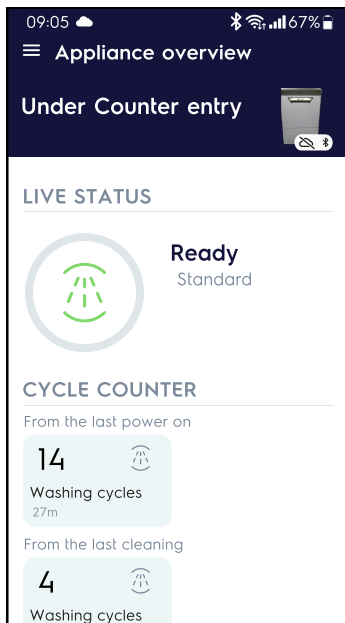 09:05 67%
Appliance overview
Under Counter entry
LIVE STATUS
Ready
Standard
CYCLE COUNTER
From the last power on
14
Washing cycles
27m
From the last cleaning
4
Washing cycles